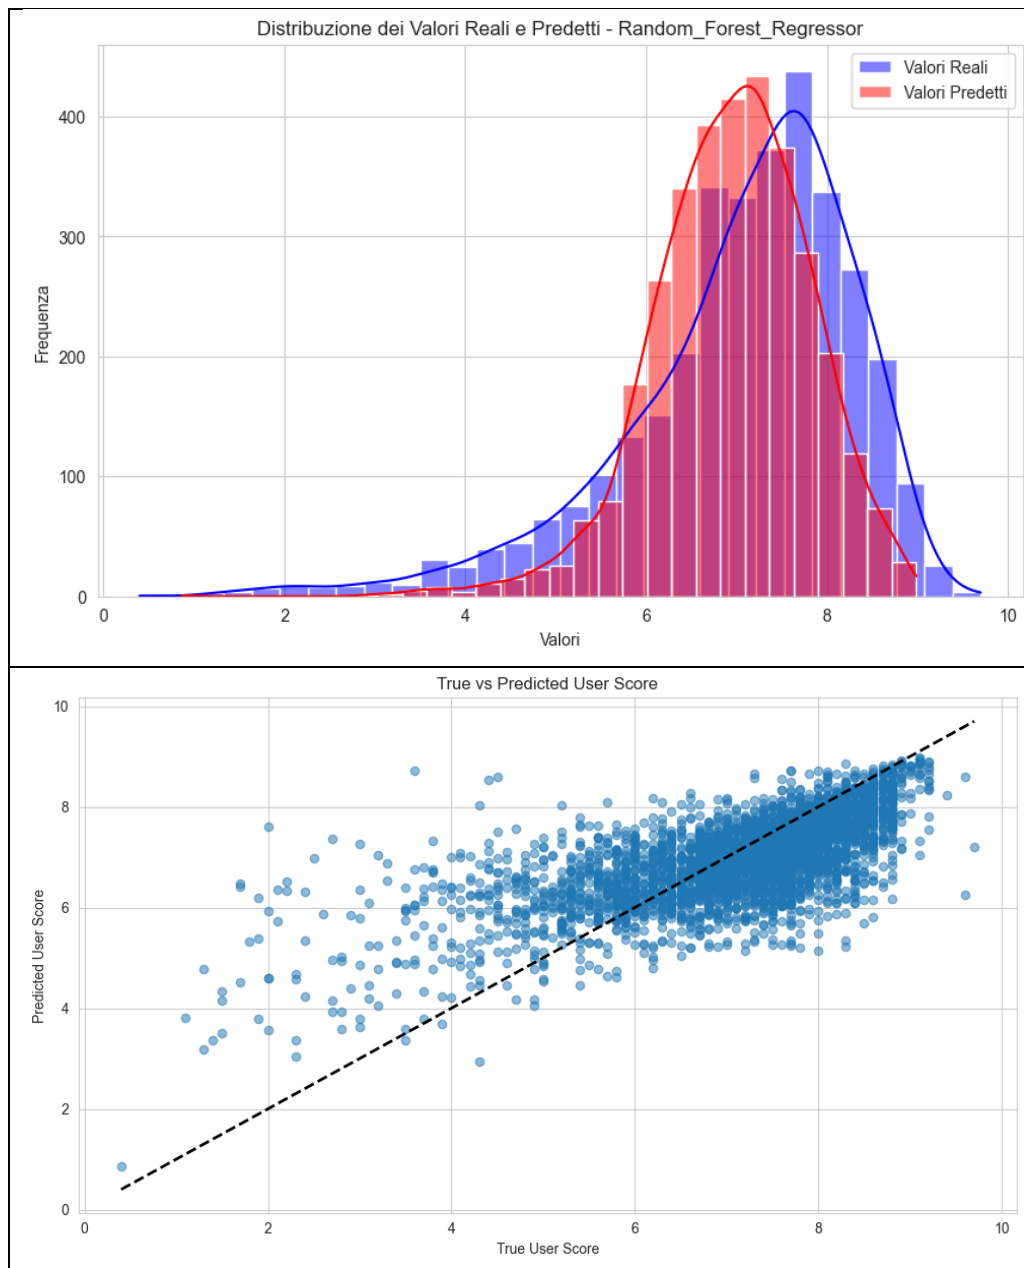 Distribuzione dei Valori Reali e Predetti - Random_Forest_Regressor
Valori Reali
Valori Predetti
400
300
200
100
0
Frequenza
0 2 4 6 8 10
Valori
True vs Predicted User Score
10
8
6
4
2
0
Predicted User Score
0 2 4 6 8 10
True User Score